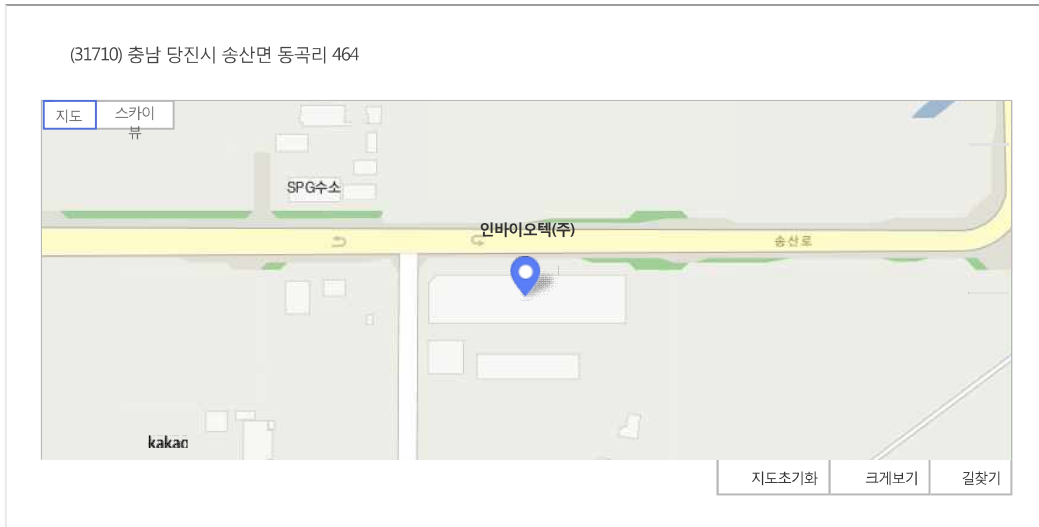 (31710) 충남 당진시 송산면 동곡리 464
지도
스카이
뷰
SPG수소
인바이오텍(주)
송산로
kakao
지도초기화
크게보기
길찾기